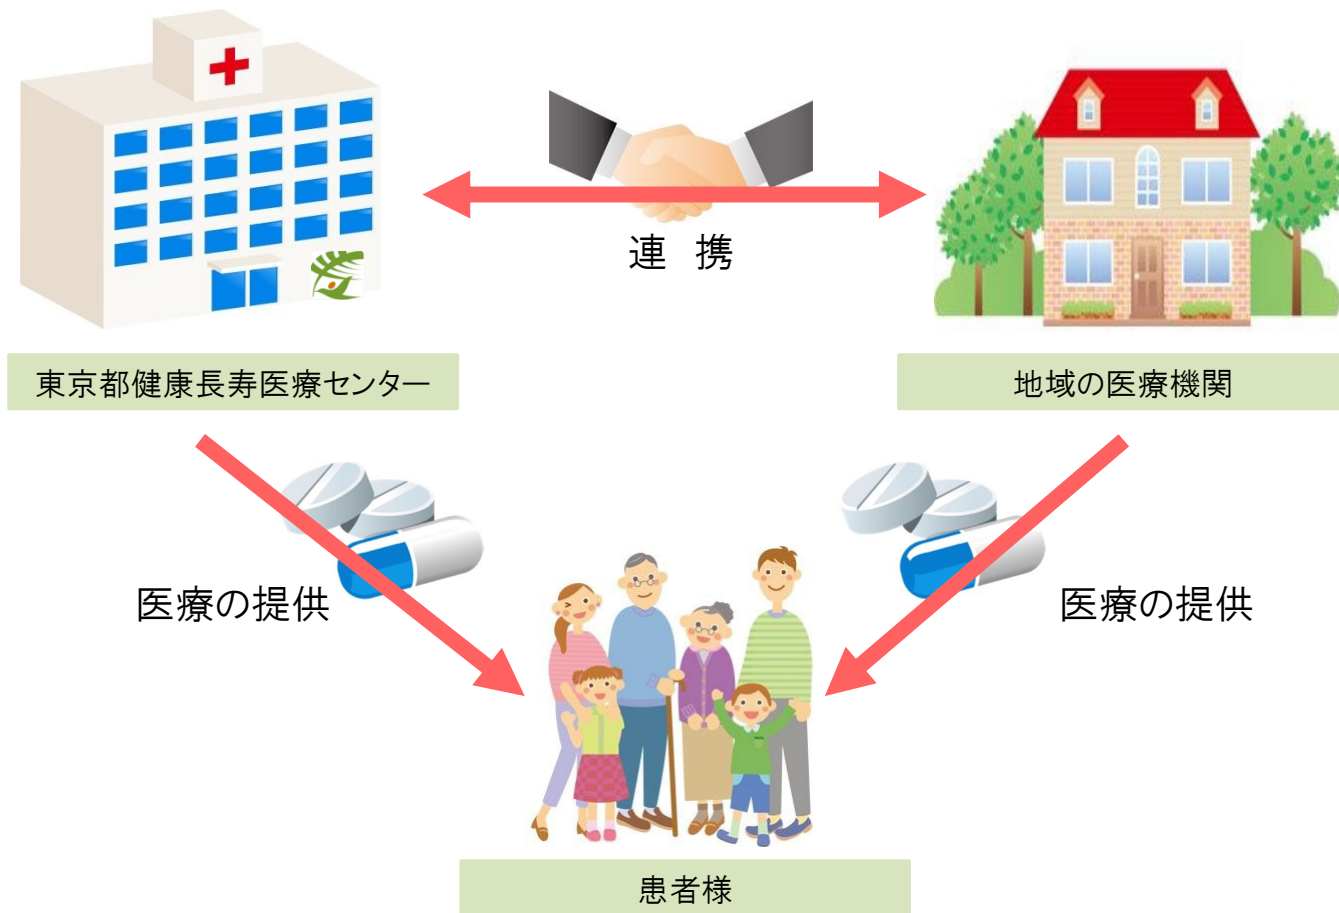 連携
東京都健康長寿医療センター
地域の医療機関
医療の提供
医療の提供
患者様